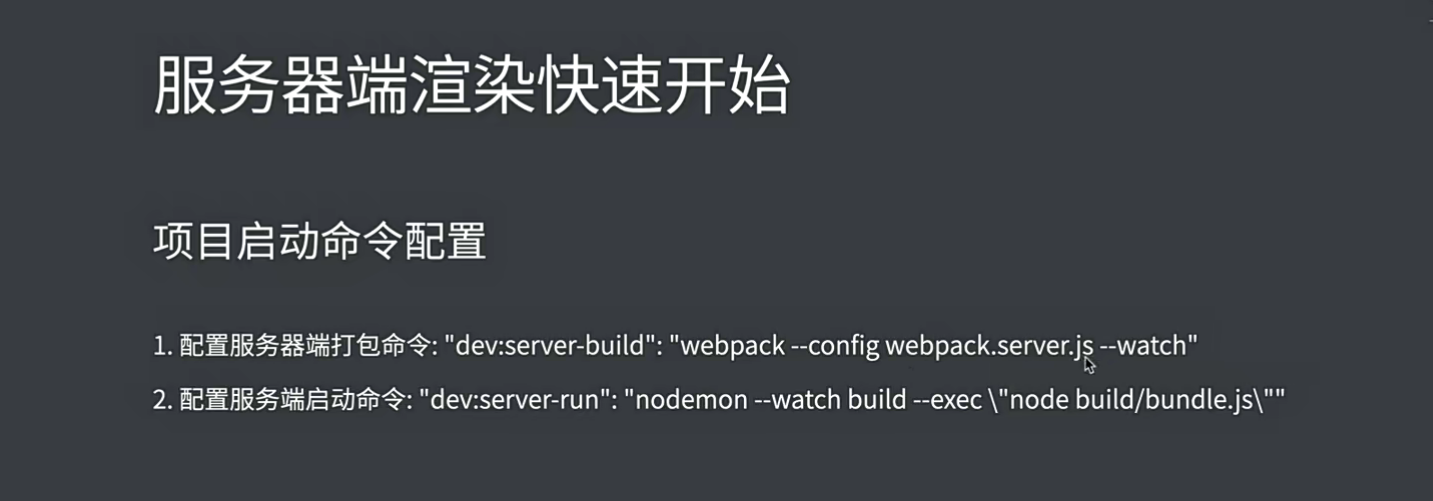 服务器端渲染快速开始
项目启动命令配置
1. 配置服务器端打包命令: "dev:server-build": "webpack --config webpack.server.js --watch"
2. 配置服务端启动命令: "dev:server-run": "nodemon --watch build --exec \"node build/bundle.js\""